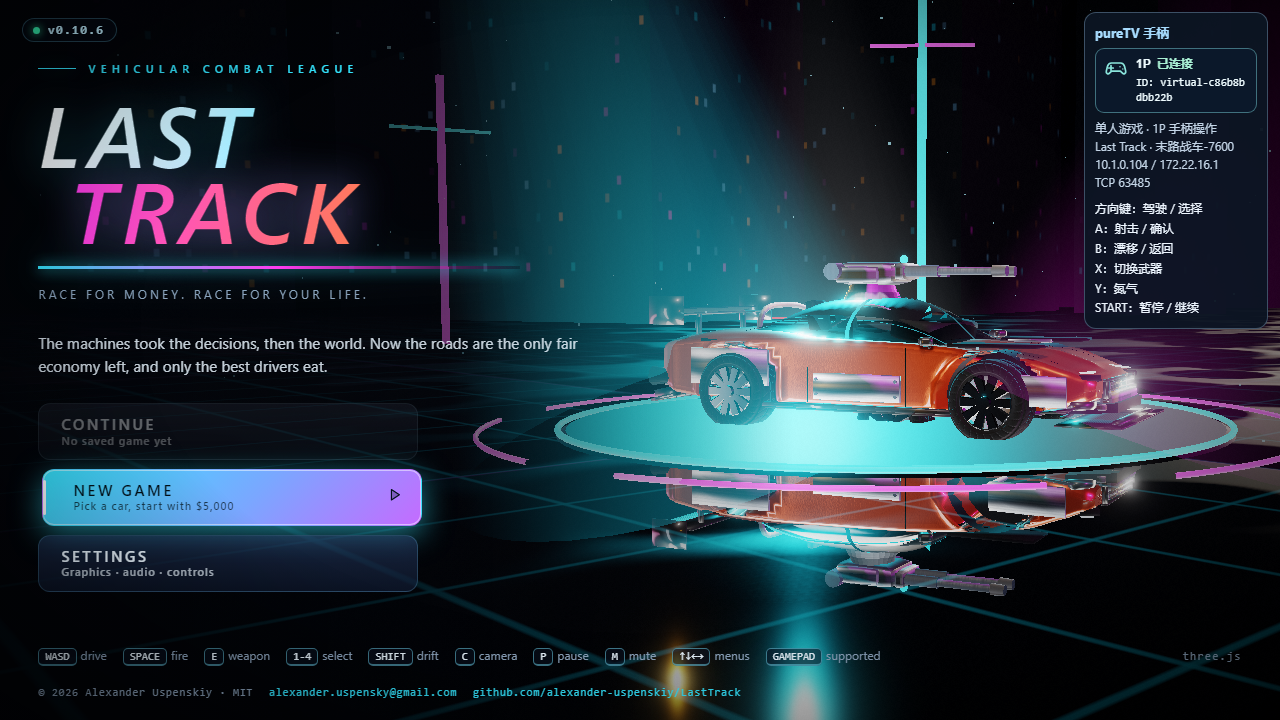 v0.10.6
VEHICULAR COMBAT LEAGUE
LAST
TRACK
RACE FOR MONEY. RACE FOR YOUR LIFE.
The machines took the decisions, then the world. Now the roads are the only fair
economy left, and only the best drivers eat.
CONTINUE
No saved game yet
NEW GAME
Pick a car, start with $5,000
SETTINGS
Graphics · audio · controls
WASD drive SPACE fire E weapon 1-4 select SHIFT drift C camera P pause M mute ↑↓←→ menus GAMEPAD supported
three.js
© 2026 Alexander Uspenskiy · MIT alexander.uspensky@gmail.com github.com/alexander-uspenskiy/LastTrack
pureTV 手柄
1P 已连接
ID: virtual-c86b8b
dbb22b
单人游戏 · 1P 手柄操作
Last Track · 末路战车-7600
10.1.0.104 / 172.22.16.1
TCP 63485
方向键：驾驶 / 选择
A：射击 / 确认
B：漂移 / 返回
X：切换武器
Y：氮气
START：暂停 / 继续